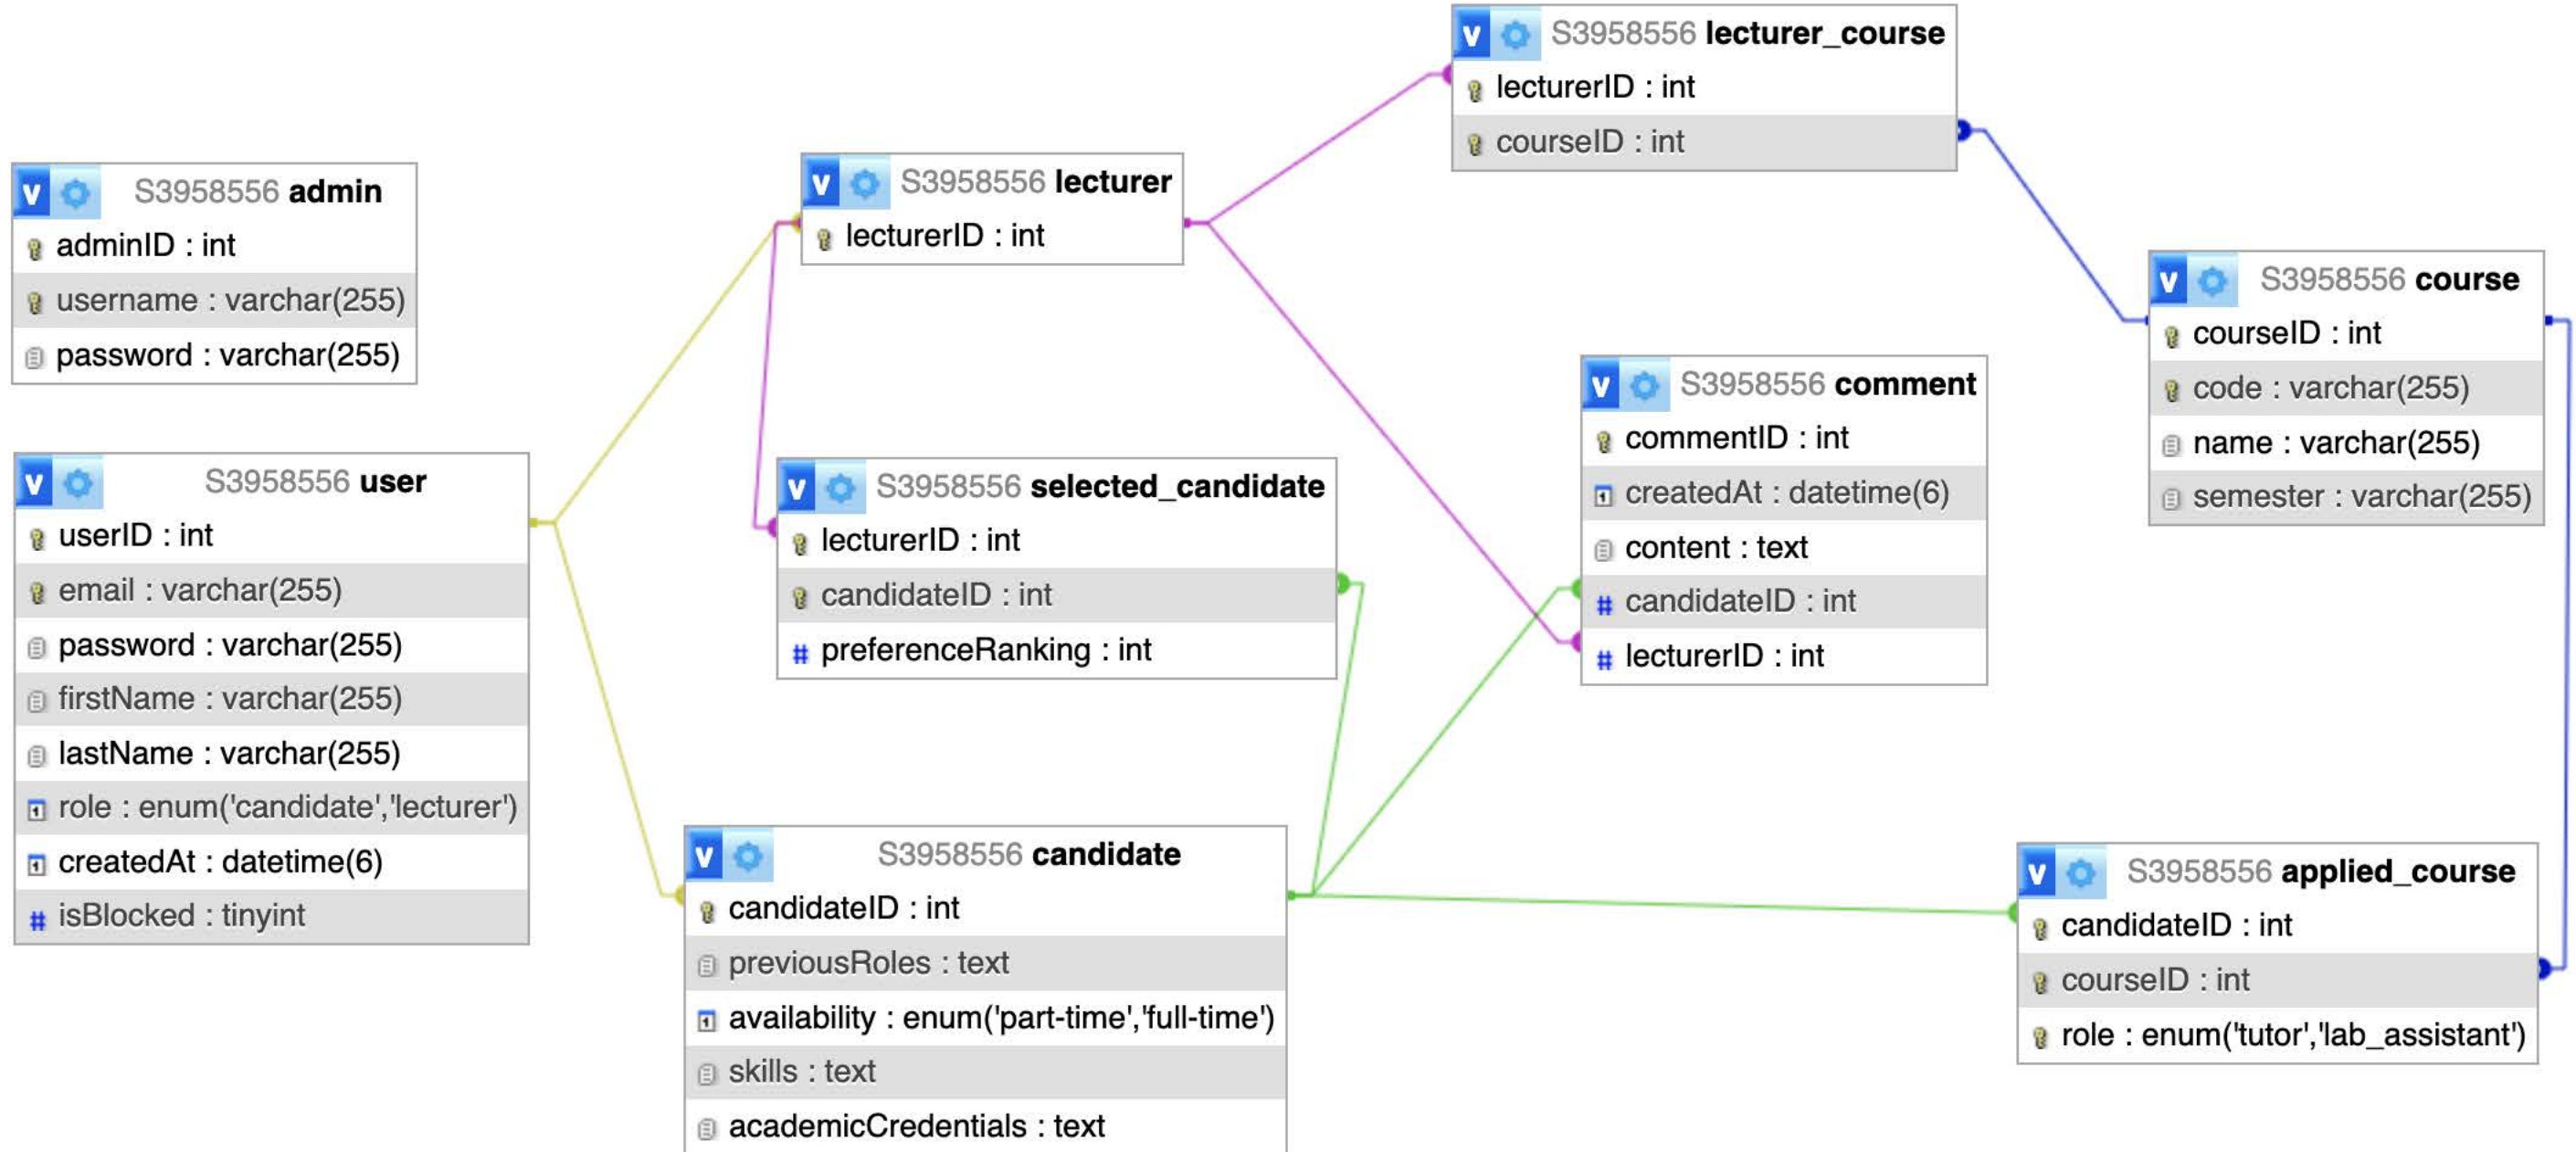 v S3958556 lecturer_course
lecturerID : int
courseID : int
v S3958556 admin
adminID : int
username : varchar(255)
password : varchar(255)
v S3958556 lecturer
lecturerID : int
v S3958556 course
courseID : int
code : varchar(255)
name : varchar(255)
semester : varchar(255)
v S3958556 user
userID : int
email : varchar(255)
password : varchar(255)
firstName : varchar(255)
lastName : varchar(255)
role : enum('candidate','lecturer')
createdAt : datetime(6)
# isBlocked : tinyint
v S3958556 selected_candidate
lecturerID : int
candidateID : int
# preferenceRanking : int
v S3958556 comment
commentID : int
createdAt : datetime(6)
content : text
# candidateID : int
# lecturerID : int
v S3958556 candidate
candidateID : int
previousRoles : text
availability : enum('part-time','full-time')
skills : text
academicCredentials : text
v S3958556 applied_course
candidateID : int
courseID : int
role : enum('tutor','lab_assistant')